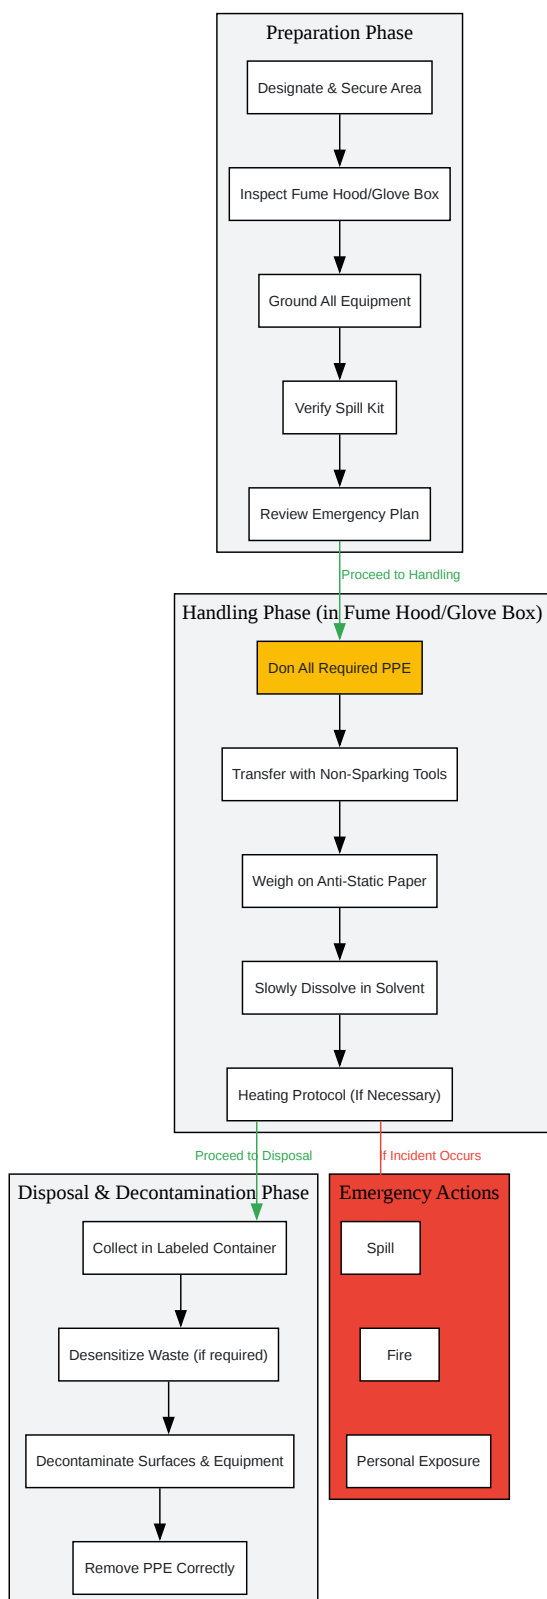 Preparation Phase
Designate & Secure Area
Inspect Fume Hood/Glove Box
Ground All Equipment
Verify Spill Kit
Review Emergency Plan
Proceed to Handling
Handling Phase (in Fume Hood/Glove Box)
Don All Required PPE
Transfer with Non-Sparking Tools
Weigh on Anti-Static Paper
Slowly Dissolve in Solvent
Heating Protocol (If Necessary)
Proceed to Disposal
If Incident Occurs
Disposal & Decontamination Phase
Collect in Labeled Container
Desensitize Waste (if required)
Decontaminate Surfaces & Equipment
Remove PPE Correctly
Emergency Actions
Spill
Fire
Personal Exposure